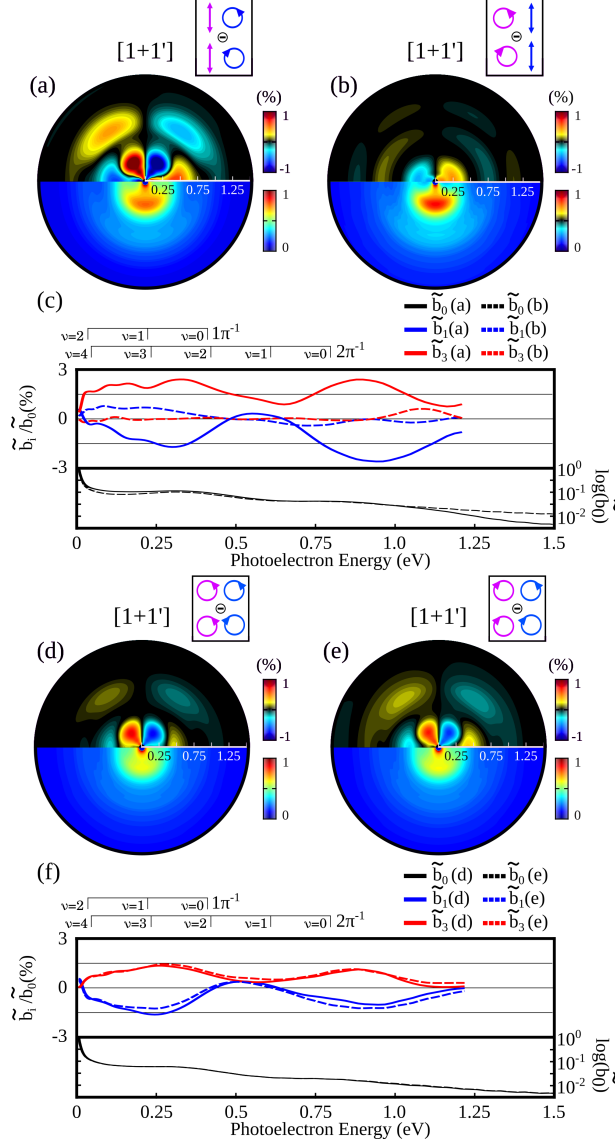 [1+1']
[1+1']
(a)
(b)
(%)
1
-1
1
0
0.25 0.75 1.25
(%)
1
-1
1
0
0.25 0.75 1.25
(c)
b̃₀(a) b̃₀(b)
b̃₁(a) b̃₁(b)
b̃₃(a) b̃₃(b)
ν=2 ν=1 ν=0 1π⁻¹
ν=4 ν=3 ν=2 ν=1 ν=0 2π⁻¹
3
0
-3
b̃ᵢ/b̃₀(%)
10⁰
10⁻¹
10⁻²
log(b̃0)
0 0.25 0.5 0.75 1.0 1.25 1.5
Photoelectron Energy (eV)
[1+1']
[1+1']
(d)
(e)
(%)
1
-1
1
0
0.25 0.75 1.25
(%)
1
-1
1
0
0.25 0.75 1.25
(f)
b̃₀(d) b̃₀(e)
b̃₁(d) b̃₁(e)
b̃₃(d) b̃₃(e)
ν=2 ν=1 ν=0 1π⁻¹
ν=4 ν=3 ν=2 ν=1 ν=0 2π⁻¹
3
0
-3
b̃ᵢ/b̃₀(%)
10⁰
10⁻¹
10⁻²
log(b̃0)
0 0.25 0.5 0.75 1.0 1.25 1.5
Photoelectron Energy (eV)